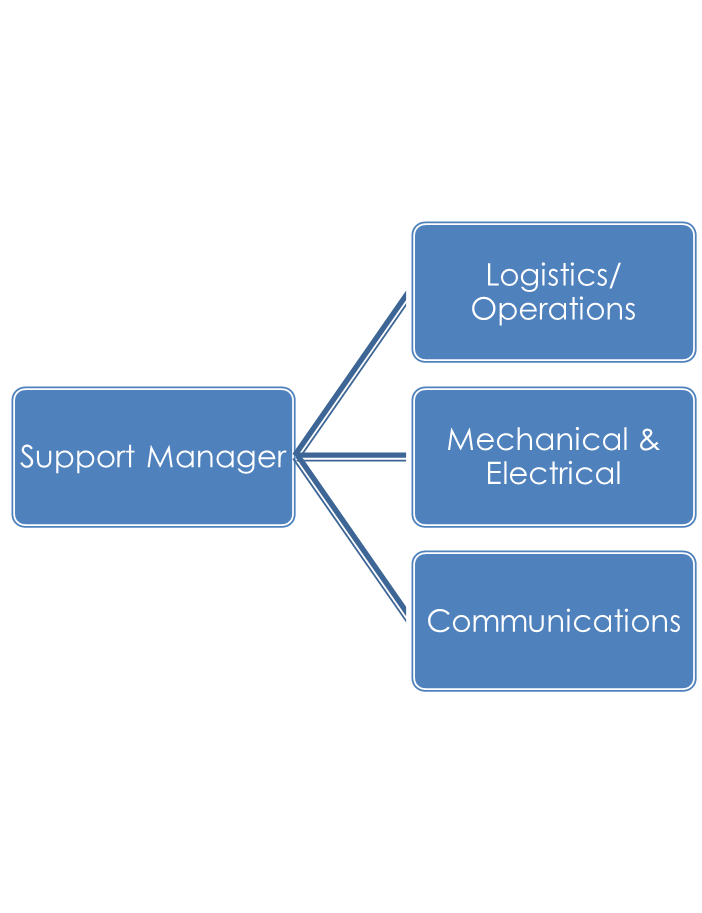 Support Manager
Logistics/
Operations
Mechanical &
Electrical
Communications